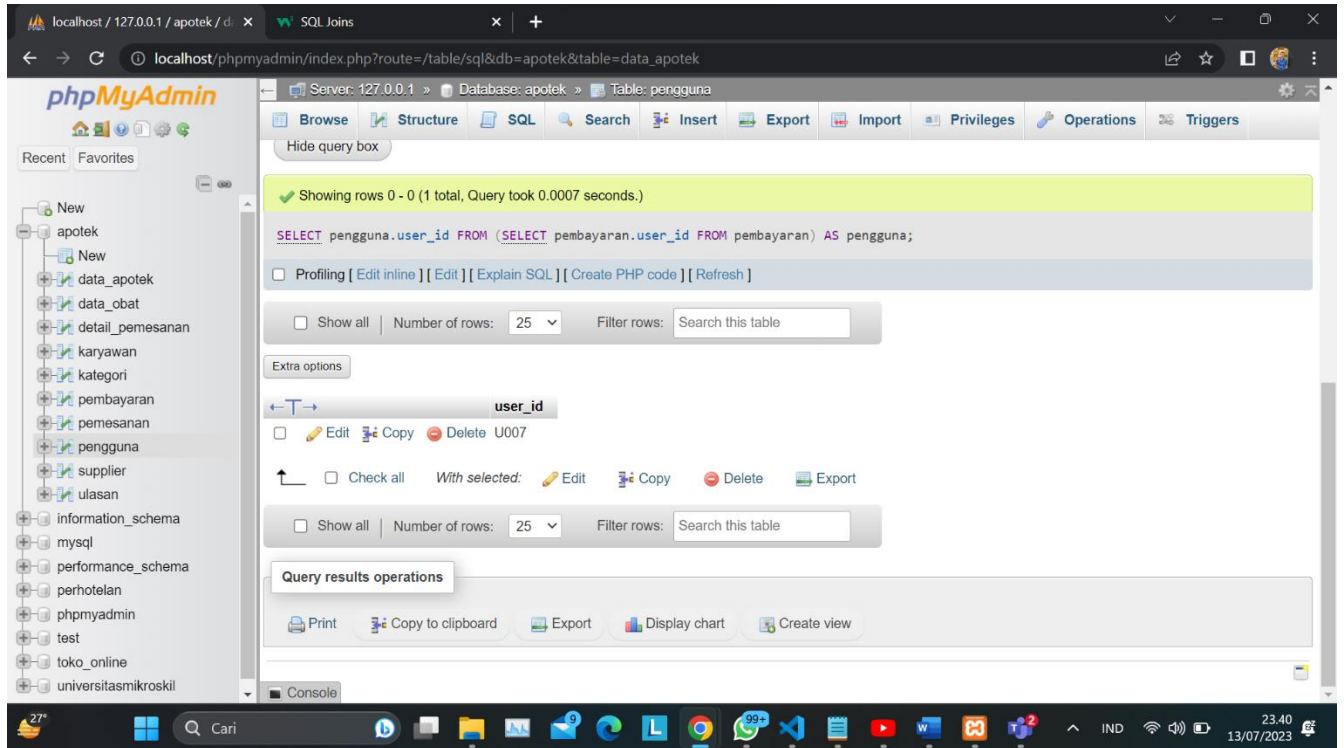 localhost / 127.0.0.1 / apotek / d
SQL Joins
localhost/phpmyadmin/index.php?route=/table/sql&db=apotek&table=data_apotek
phpMyAdmin
Recent Favorites
New
apotek
New
data_apotek
data_obat
detail_pemesanan
karyawan
kategori
pembayaran
pemesanan
pengguna
supplier
ulasan
information_schema
mysql
performance_schema
perhotelan
phpmyadmin
test
toko_online
universitasmikroskil
Server: 127.0.0.1 » Database: apotek » Table: pengguna
Browse Structure SQL Search Insert Export Import Privileges Operations Triggers
Hide query box
Showing rows 0 - 0 (1 total, Query took 0.0007 seconds.)
SELECT pengguna.user_id FROM (SELECT pembayaran.user_id FROM pembayaran) AS pengguna;
Profiling [ Edit inline ] [ Edit ] [ Explain SQL ] [ Create PHP code ] [ Refresh ]
Show all | Number of rows: 25 Filter rows: Search this table
Extra options
←T→ user_id
Edit Copy Delete U007
Check all With selected: Edit Copy Delete Export
Show all | Number of rows: 25 Filter rows: Search this table
Query results operations
Print Copy to clipboard Export Display chart Create view
Console
27° Cari 9 L 99+ 2 IND 23.40
13/07/2023